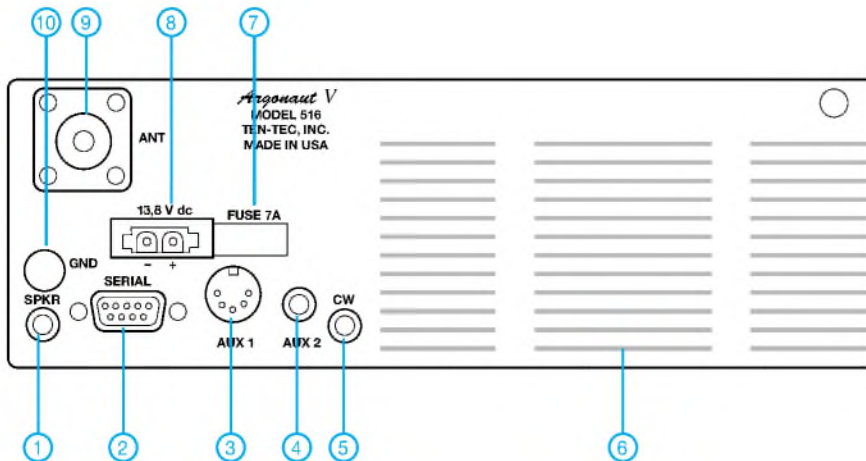 10 9 8 7
Argonaut V
MODEL 516
TEN-TEC, INC.
MADE IN USA
ANT
13,8 V dc
FUSE 7A
GND
- +
SERIAL
SPKR
CW
AUX 1
AUX 2
1 2 3 4 5 6